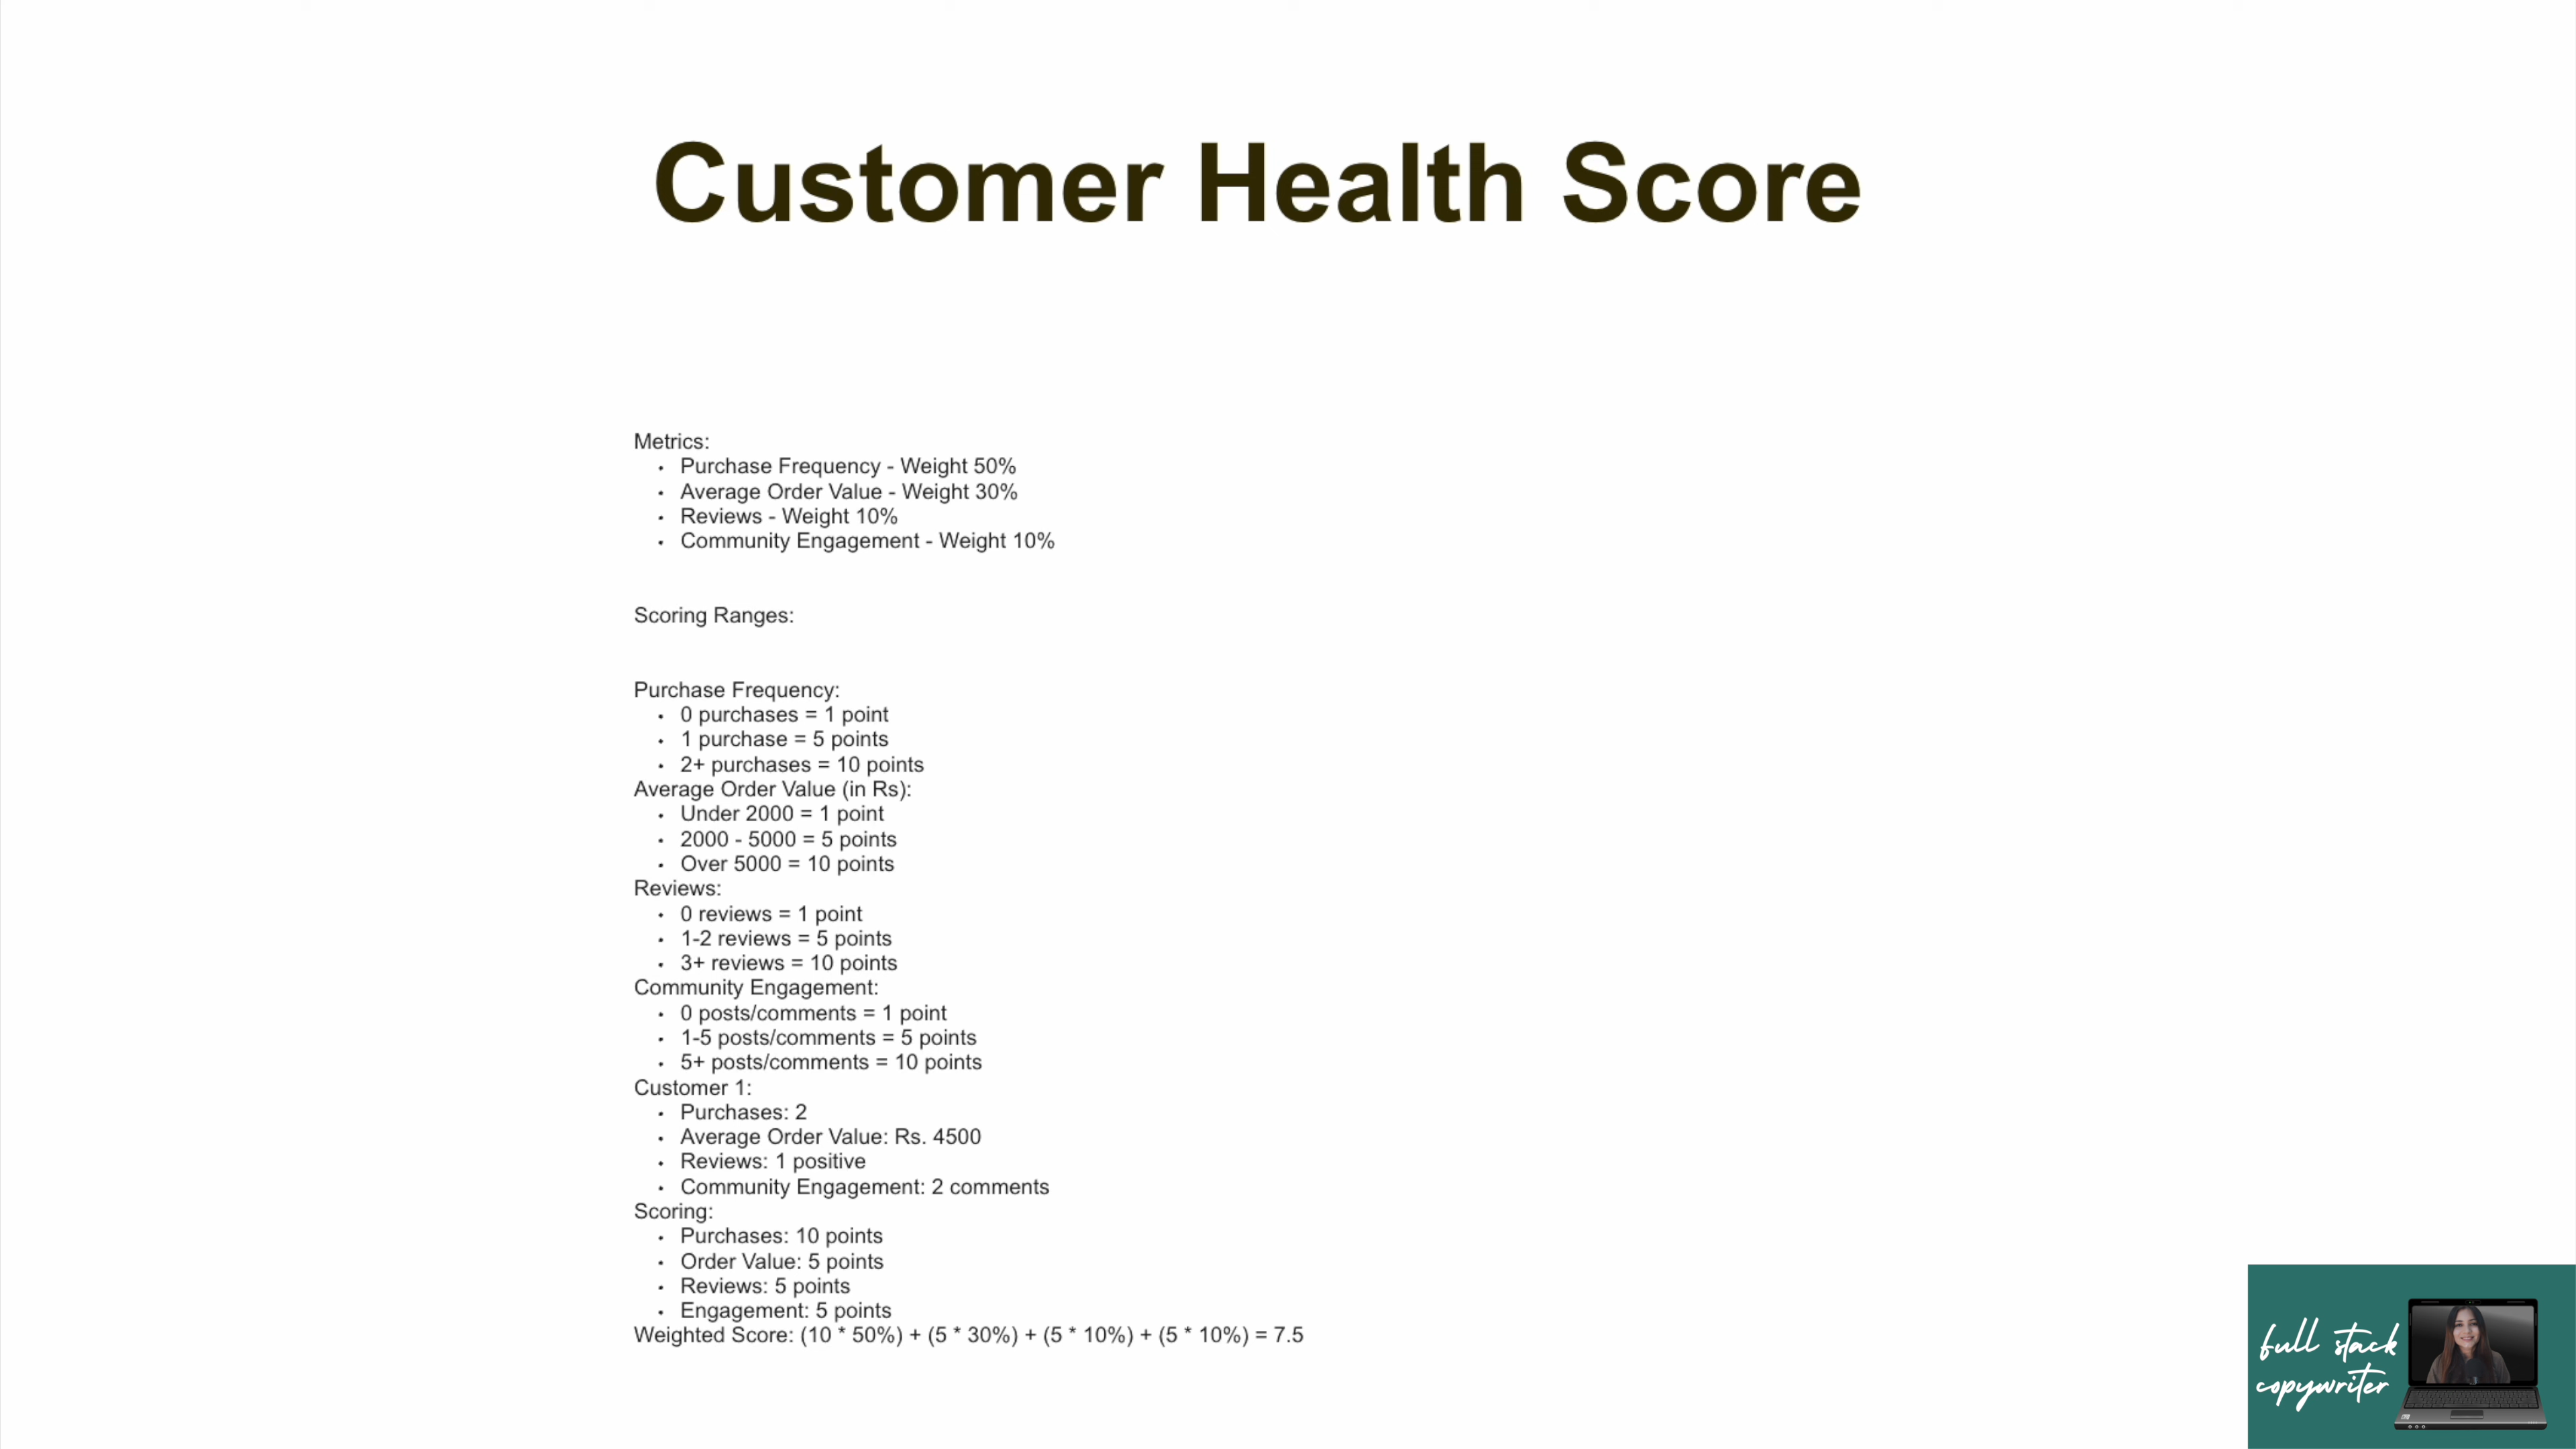 Customer Health Score
Metrics:
• Purchase Frequency - Weight 50%
• Average Order Value - Weight 30%
• Reviews - Weight 10%
• Community Engagement - Weight 10%
Scoring Ranges:
Purchase Frequency:
• 0 purchases = 1 point
• 1 purchase = 5 points
• 2+ purchases = 10 points
Average Order Value (in Rs):
• Under 2000 = 1 point
• 2000 - 5000 = 5 points
• Over 5000 = 10 points
Reviews:
• 0 reviews = 1 point
• 1-2 reviews = 5 points
• 3+ reviews = 10 points
Community Engagement:
• 0 posts/comments = 1 point
• 1-5 posts/comments = 5 points
• 5+ posts/comments = 10 points
Customer 1:
• Purchases: 2
• Average Order Value: Rs. 4500
• Reviews: 1 positive
• Community Engagement: 2 comments
Scoring:
• Purchases: 10 points
• Order Value: 5 points
• Reviews: 5 points
• Engagement: 5 points
Weighted Score: (10 * 50%) + (5 * 30%) + (5 * 10%) + (5 * 10%) = 7.5
full stack
copywriter